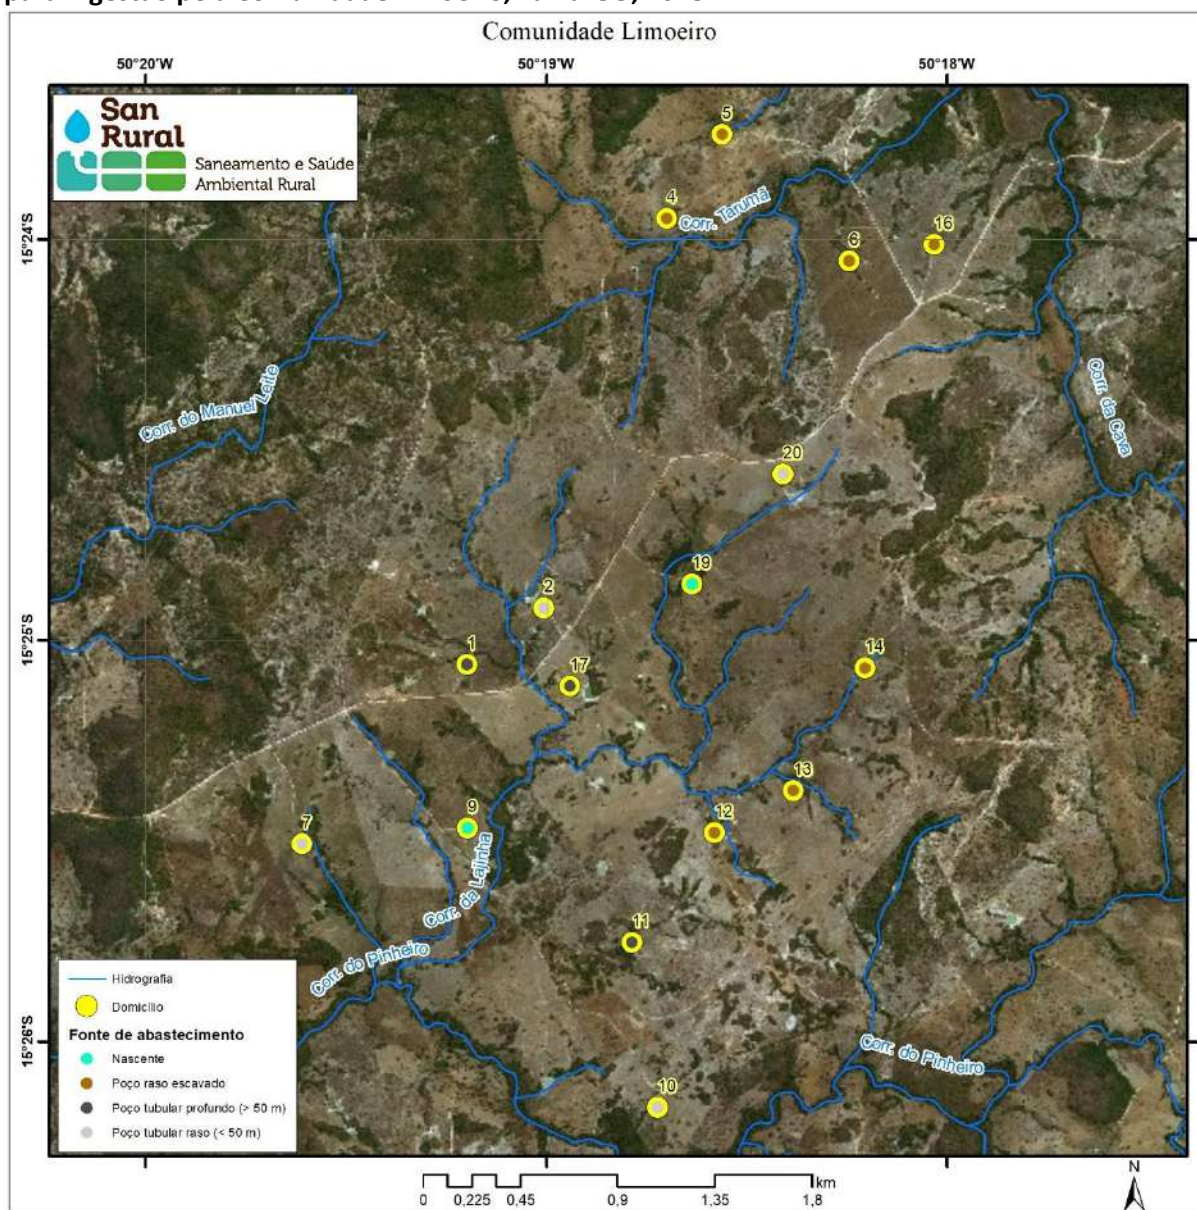 Comunidade Limoeiro
50°20'W
50°19'W
50°18'W
San
Rural
Saneamento e Saúde
Ambiental Rural
5
4
Corr. Tarumã
15°24'S
6
16
Corr. do Manuel Leite
Corr. da Cava
20
19
2
15°25'S
1
17
14
13
12
9
7
Corr. da Lajinha
11
Corr. do Pinheiro
Hidrografia
Domicílio
Fonte de abastecimento
Nascente
Poço raso escavado
Poço tubular profundo (> 50 m)
Poço tubular raso (< 50 m)
15°26'S
Corr. do Pinheiro
10
km
0
0,225
0,45
0,9
1,35
1,8
N